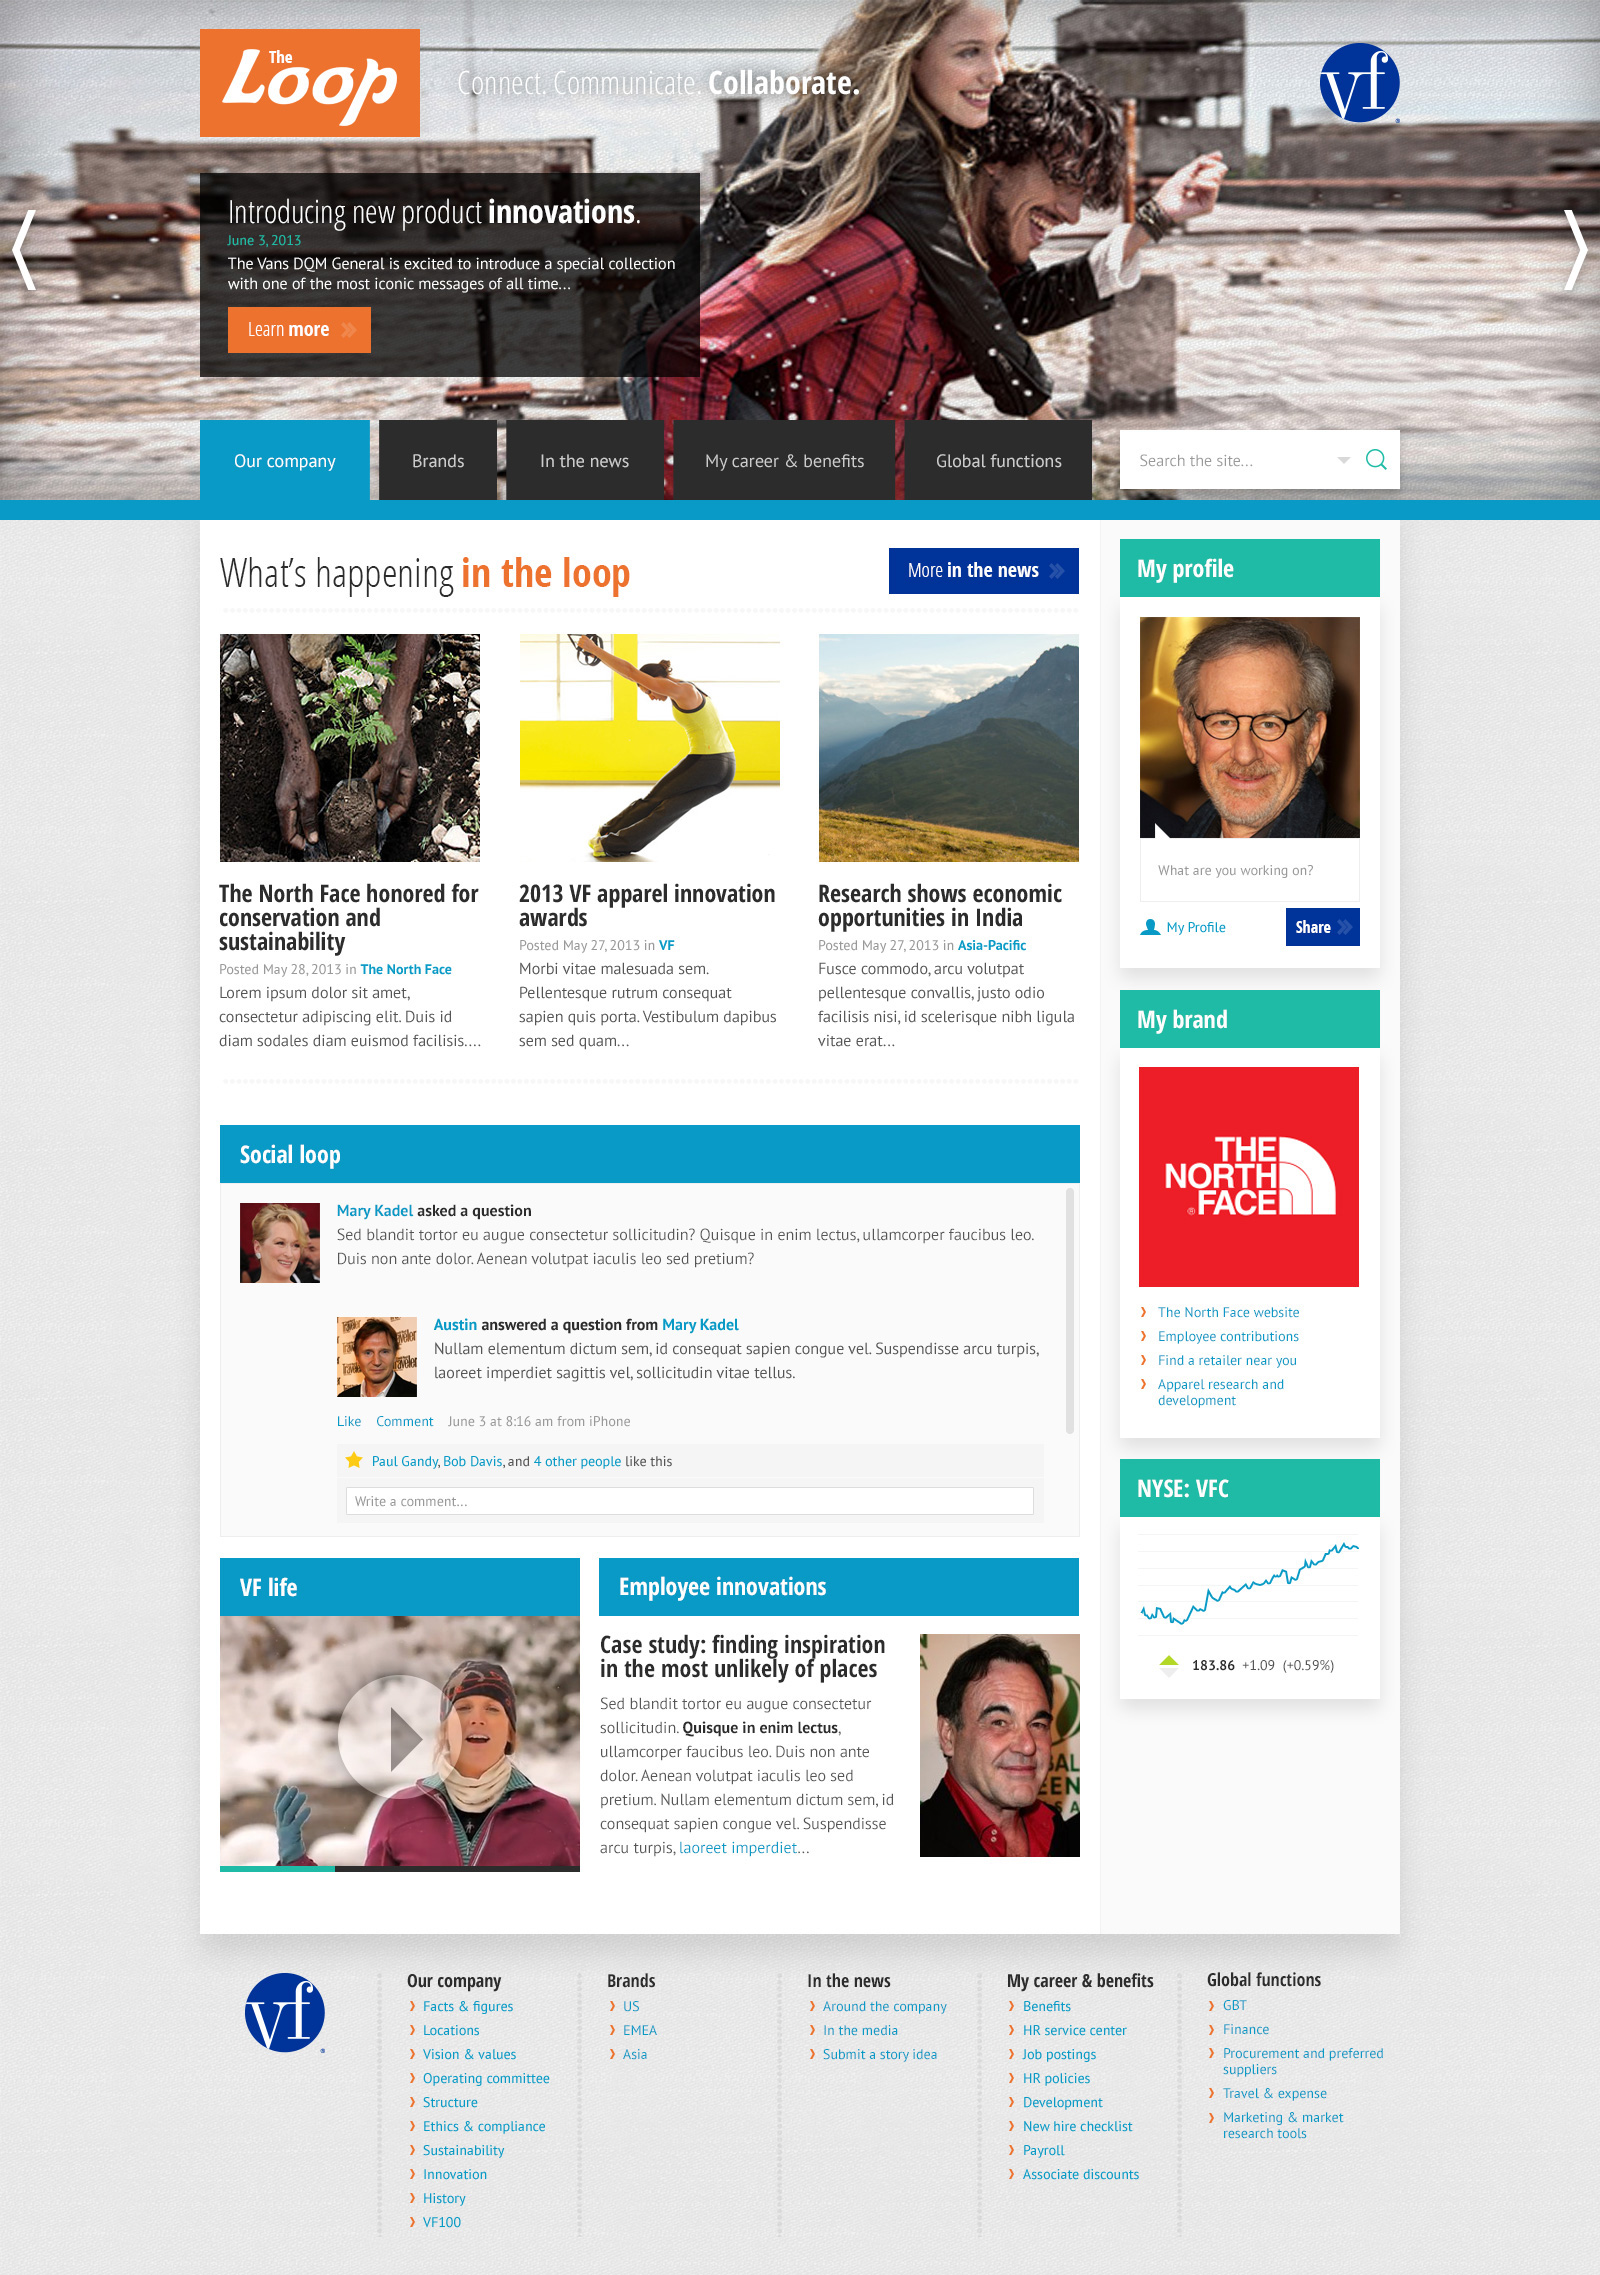 The
Loop
Connect. Communicate. Collaborate.
vf
Introducing new product innovations.
June 3, 2013
The Vans DQM General is excited to introduce a special collection
with one of the most iconic messages of all time...
Learn more
Our company
Brands
In the news
My career & benefits
Global functions
Search the site...
What's happening in the loop
More in the news
The North Face honored for
conservation and
sustainability
Posted May 28, 2013 in The North Face
Lorem ipsum dolor sit amet,
consectetur adipiscing elit. Duis id
diam sodales diam euismod facilisis....
2013 VF apparel innovation
awards
Posted May 27, 2013 in VF
Morbi vitae malesuada sem.
Pellentesque rutrum consequat
sapien quis porta. Vestibulum dapibus
sem sed quam...
Research shows economic
opportunities in India
Posted May 27, 2013 in Asia-Pacific
Fusce commodo, arcu volutpat
pellentesque convallis, justo odio
facilisis nisi, id scelerisque nibh ligula
vitae erat...
My profile
What are you working on?
My Profile
Share
My brand
THE
NORTH
FACE
The North Face website
Employee contributions
Find a retailer near you
Apparel research and
development
NYSE: VFC
183.86 +1.09 (+0.59%)
Social loop
Mary Kadel asked a question
Sed blandit tortor eu augue consectetur sollicitudin? Quisque in enim lectus, ullamcorper faucibus leo.
Duis non ante dolor. Aenean volutpat iaculis leo sed pretium?
Austin answered a question from Mary Kadel
Nullam elementum dictum sem, id consequat sapien congue vel. Suspendisse arcu turpis,
laoreet imperdiet sagittis vel, sollicitudin vitae tellus.
Like Comment June 3 at 8:16 am from iPhone
Paul Gandy, Bob Davis, and 4 other people like this
Write a comment...
VF life
Employee innovations
Case study: finding inspiration
in the most unlikely of places
Sed blandit tortor eu augue consectetur
sollicitudin. Quisque in enim lectus,
ullamcorper faucibus leo. Duis non ante
dolor. Aenean volutpat iaculis leo sed
pretium. Nullam elementum dictum sem, id
consequat sapien congue vel. Suspendisse
arcu turpis, laoreet imperdiet...
vf
Our company
Facts & figures
Locations
Vision & values
Operating committee
Structure
Ethics & compliance
Sustainability
Innovation
History
VF100
Brands
US
EMEA
Asia
In the news
Around the company
In the media
Submit a story idea
My career & benefits
Benefits
HR service center
Job postings
HR policies
Development
New hire checklist
Payroll
Associate discounts
Global functions
GBT
Finance
Procurement and preferred
suppliers
Travel & expense
Marketing & market
research tools